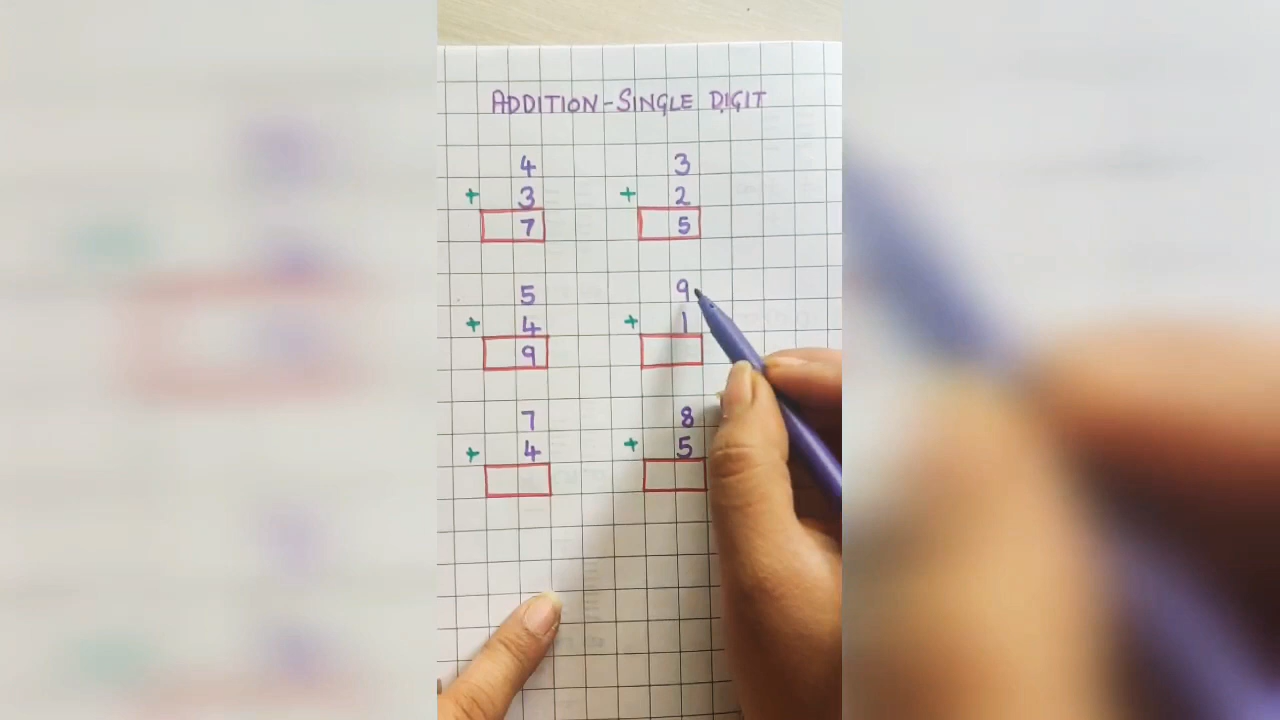 ADDITION-SINGLE DIGIT
4 3
+ 3 + 2
7 5
5 9
+ 4 + 1
9
7 8
+ 4 + 5